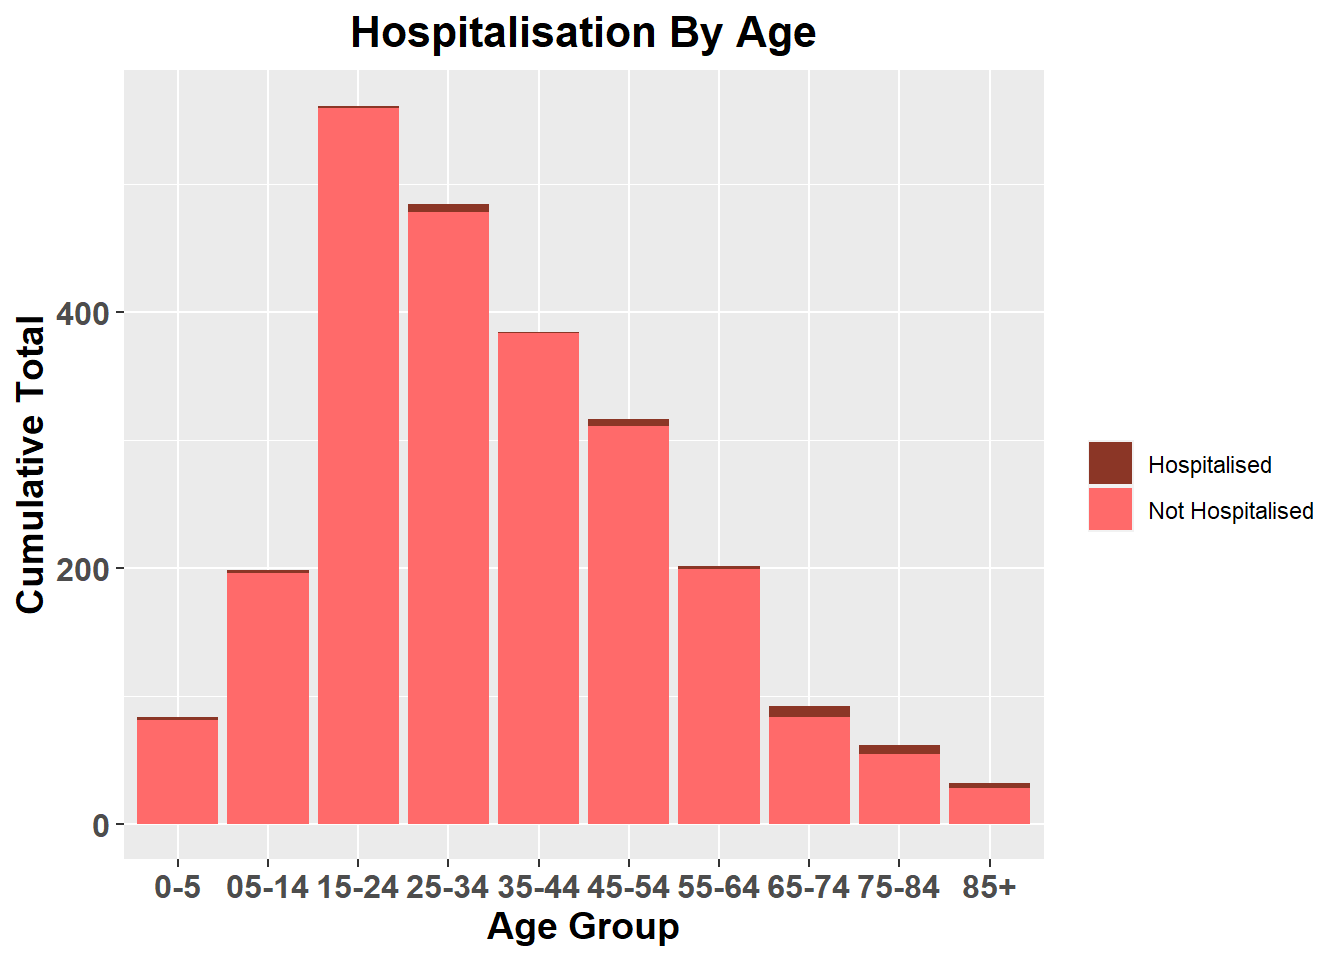 Hospitalisation By Age
Cumulative Total
400
200
0
0-5 05-14 15-24 25-34 35-44 45-54 55-64 65-74 75-84 85+
Age Group
Hospitalised
Not Hospitalised